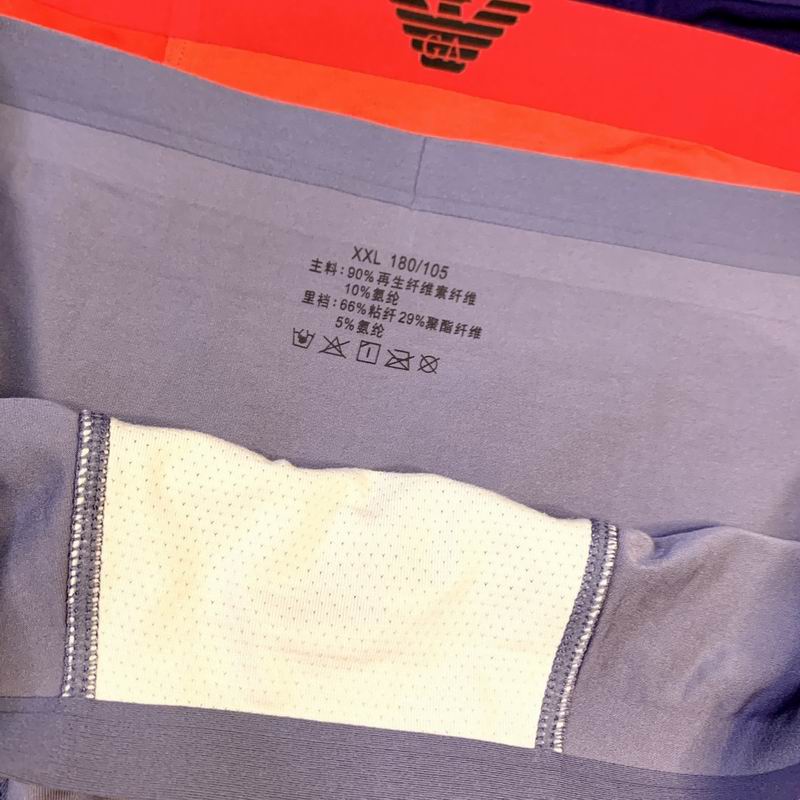 GA
XXL 180/105
主料:90%再生纤维素纤维
10%氨纶
里裆:66%粘纤 29%聚酯纤维
5%氨纶